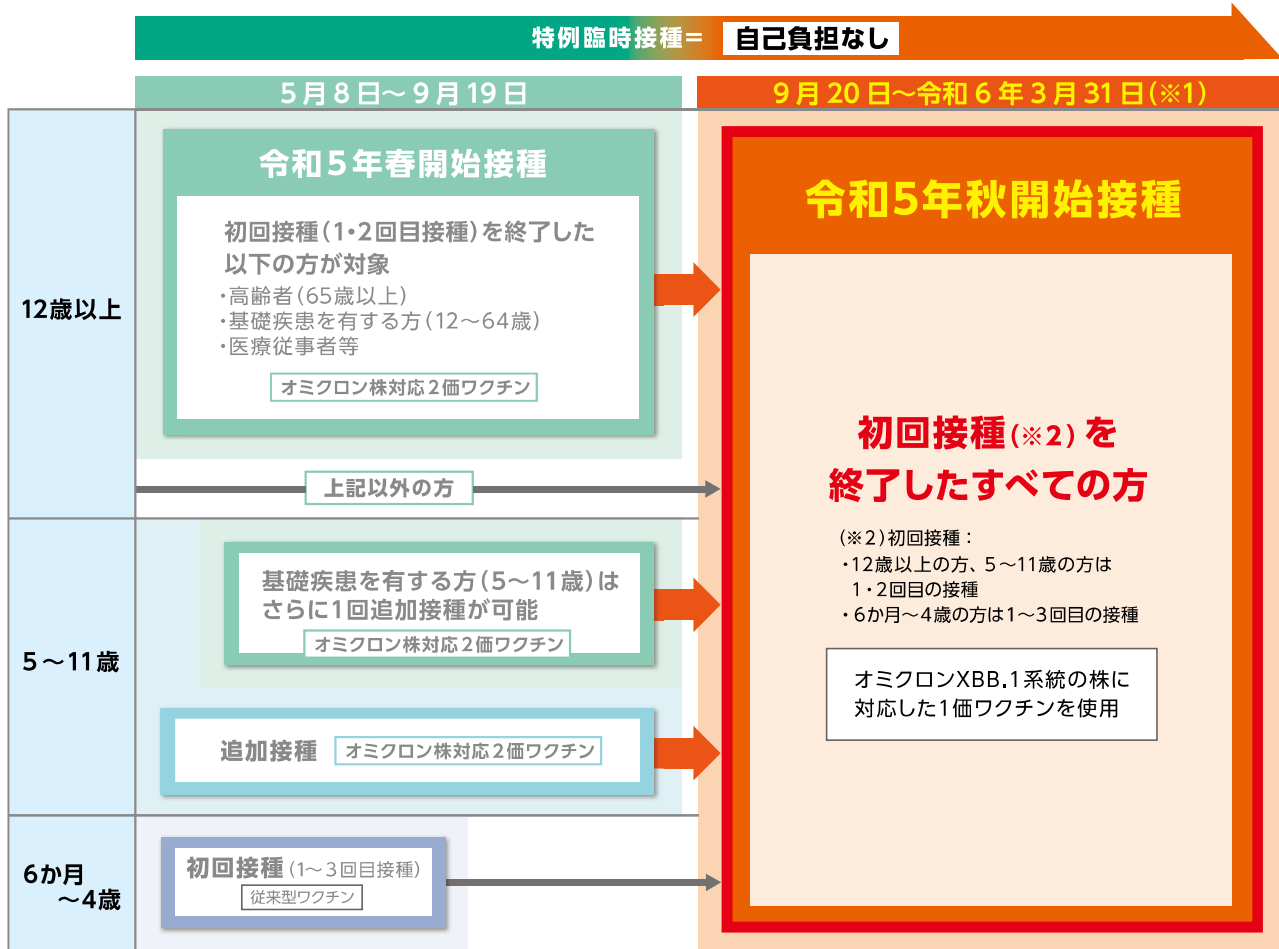 特例臨時接種＝ 自己負担なし
5月8日～9月19日
9月20日～令和6年3月31日(※1)
12歳以上
令和5年春開始接種
初回接種(1・2回目接種)を終了した
以下の方が対象
・高齢者(65歳以上)
・基礎疾患を有する方(12～64歳)
・医療従事者等
オミクロン株対応2価ワクチン
上記以外の方
5～11歳
基礎疾患を有する方(5～11歳)は
さらに1回追加接種が可能
オミクロン株対応2価ワクチン
追加接種 オミクロン株対応2価ワクチン
6か月
～4歳
初回接種(1～3回目接種)
従来型ワクチン
令和5年秋開始接種
初回接種(※2)を
終了したすべての方
(※2)初回接種：
・12歳以上の方、5～11歳の方は
1・2回目の接種
・6か月～4歳の方は1～3回目の接種
オミクロンXBB.1系統の株に
対応した1価ワクチンを使用